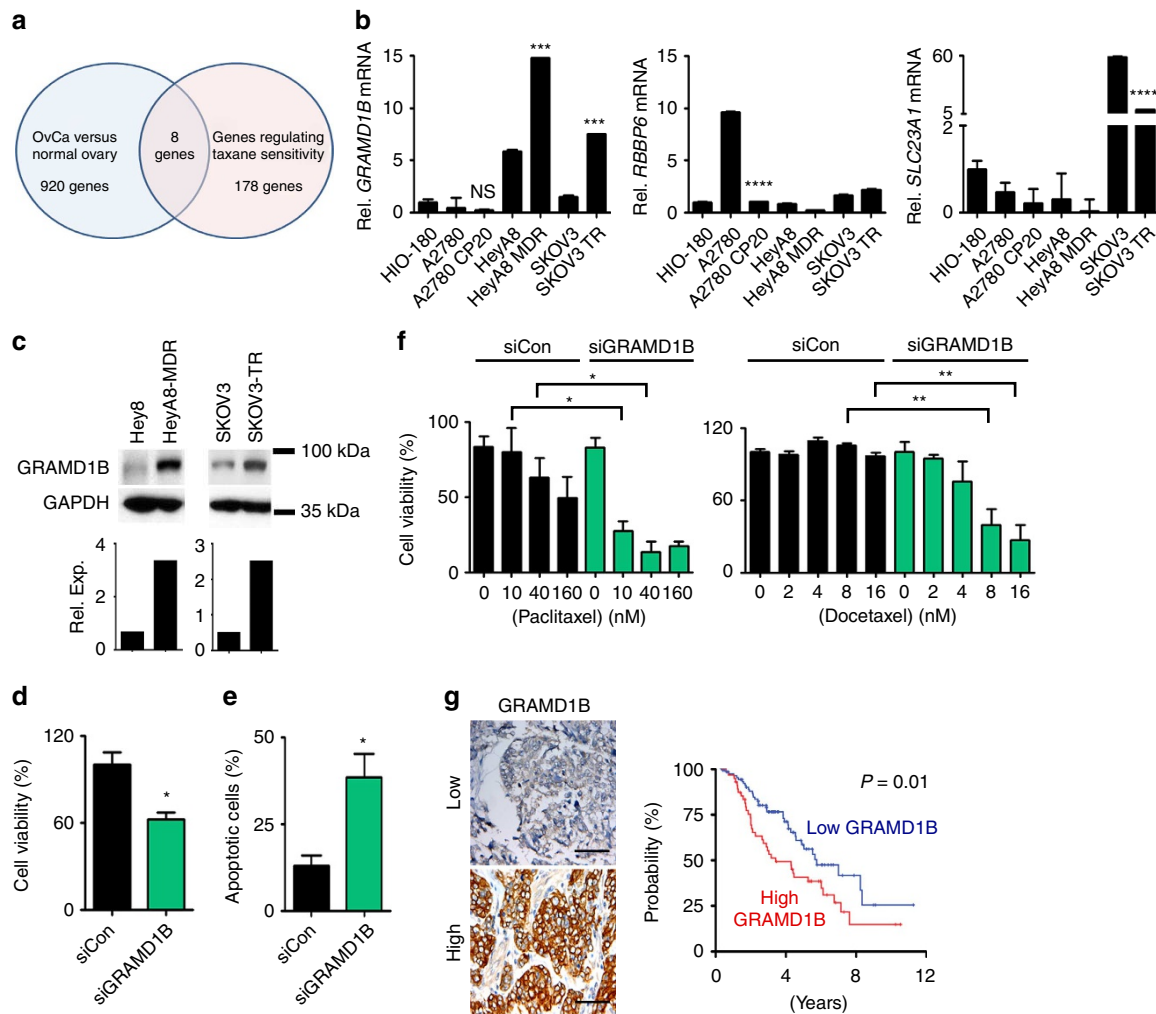 a
OvCa versus
normal ovary
920 genes
8
genes
Genes regulating
taxane sensitivity
178 genes
b
Rel. GRAMD1B mRNA
15
10
5
0
NS
***
***
HIO-180
A2780
A2780 CP20
HeyA8
HeyA8 MDR
SKOV3
SKOV3 TR
Rel. RBBP6 mRNA
15
10
5
0
****
HIO-180
A2780
A2780 CP20
HeyA8
HeyA8 MDR
SKOV3
SKOV3 TR
Rel. SLC23A1 mRNA
60
5
2
0
****
HIO-180
A2780
A2780 CP20
HeyA8
HeyA8 MDR
SKOV3
SKOV3 TR
c
Hey8
HeyA8-MDR
SKOV3
SKOV3-TR
GRAMD1B
GAPDH
100 kDa
35 kDa
Rel. Exp.
4
2
0
3
2
1
0
f
siCon
siGRAMD1B
*
*
Cell viability (%)
100
50
0
0 10 40 160 0 10 40 160
(Paclitaxel) (nM)
siCon
siGRAMD1B
**
**
120
60
0
0 2 4 8 16 0 2 4 8 16
(Docetaxel) (nM)
d
Cell viability (%)
120
60
0
*
siCon
siGRAMD1B
e
Apoptotic cells (%)
50
25
0
*
siCon
siGRAMD1B
g
GRAMD1B
Low
High
Probability (%)
100
75
50
25
0
P = 0.01
Low GRAMD1B
High
GRAMD1B
0 4 8 12
(Years)